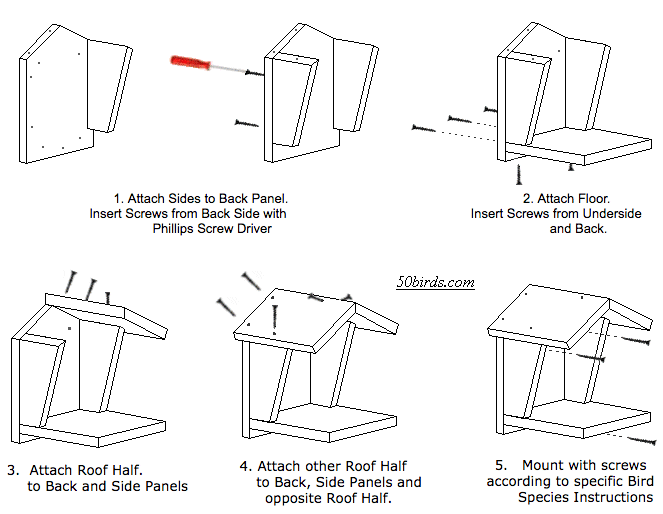 1. Attach Sides to Back Panel.
Insert Screws from Back Side with
Phillips Screw Driver
2. Attach Floor.
Insert Screws from Underside
and Back.
50birds.com
3. Attach Roof Half.
to Back and Side Panels
4. Attach other Roof Half
to Back, Side Panels and
opposite Roof Half.
5. Mount with screws
according to specific Bird
Species Instructions